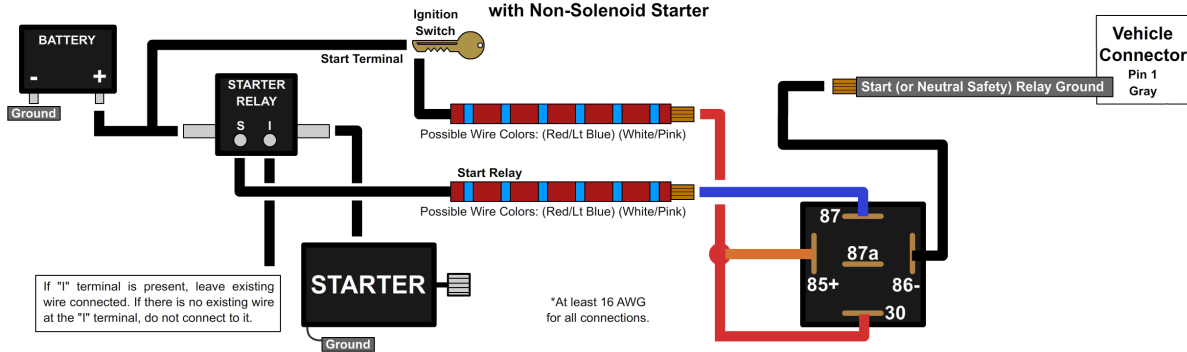 with Non-Solenoid Starter
Ignition
Switch
Start Terminal
BATTERY
-
+
Ground
STARTER
RELAY
S I
Vehicle
Connector
Pin 1
Gray
Start (or Neutral Safety) Relay Ground
Possible Wire Colors: (Red/Lt Blue) (White/Pink)
Start Relay
Possible Wire Colors: (Red/Lt Blue) (White/Pink)
87
87a
85+
86-
30
STARTER
Ground
If "I" terminal is present, leave existing
wire connected. If there is no existing wire
at the "I" terminal, do not connect to it.
*At least 16 AWG
for all connections.